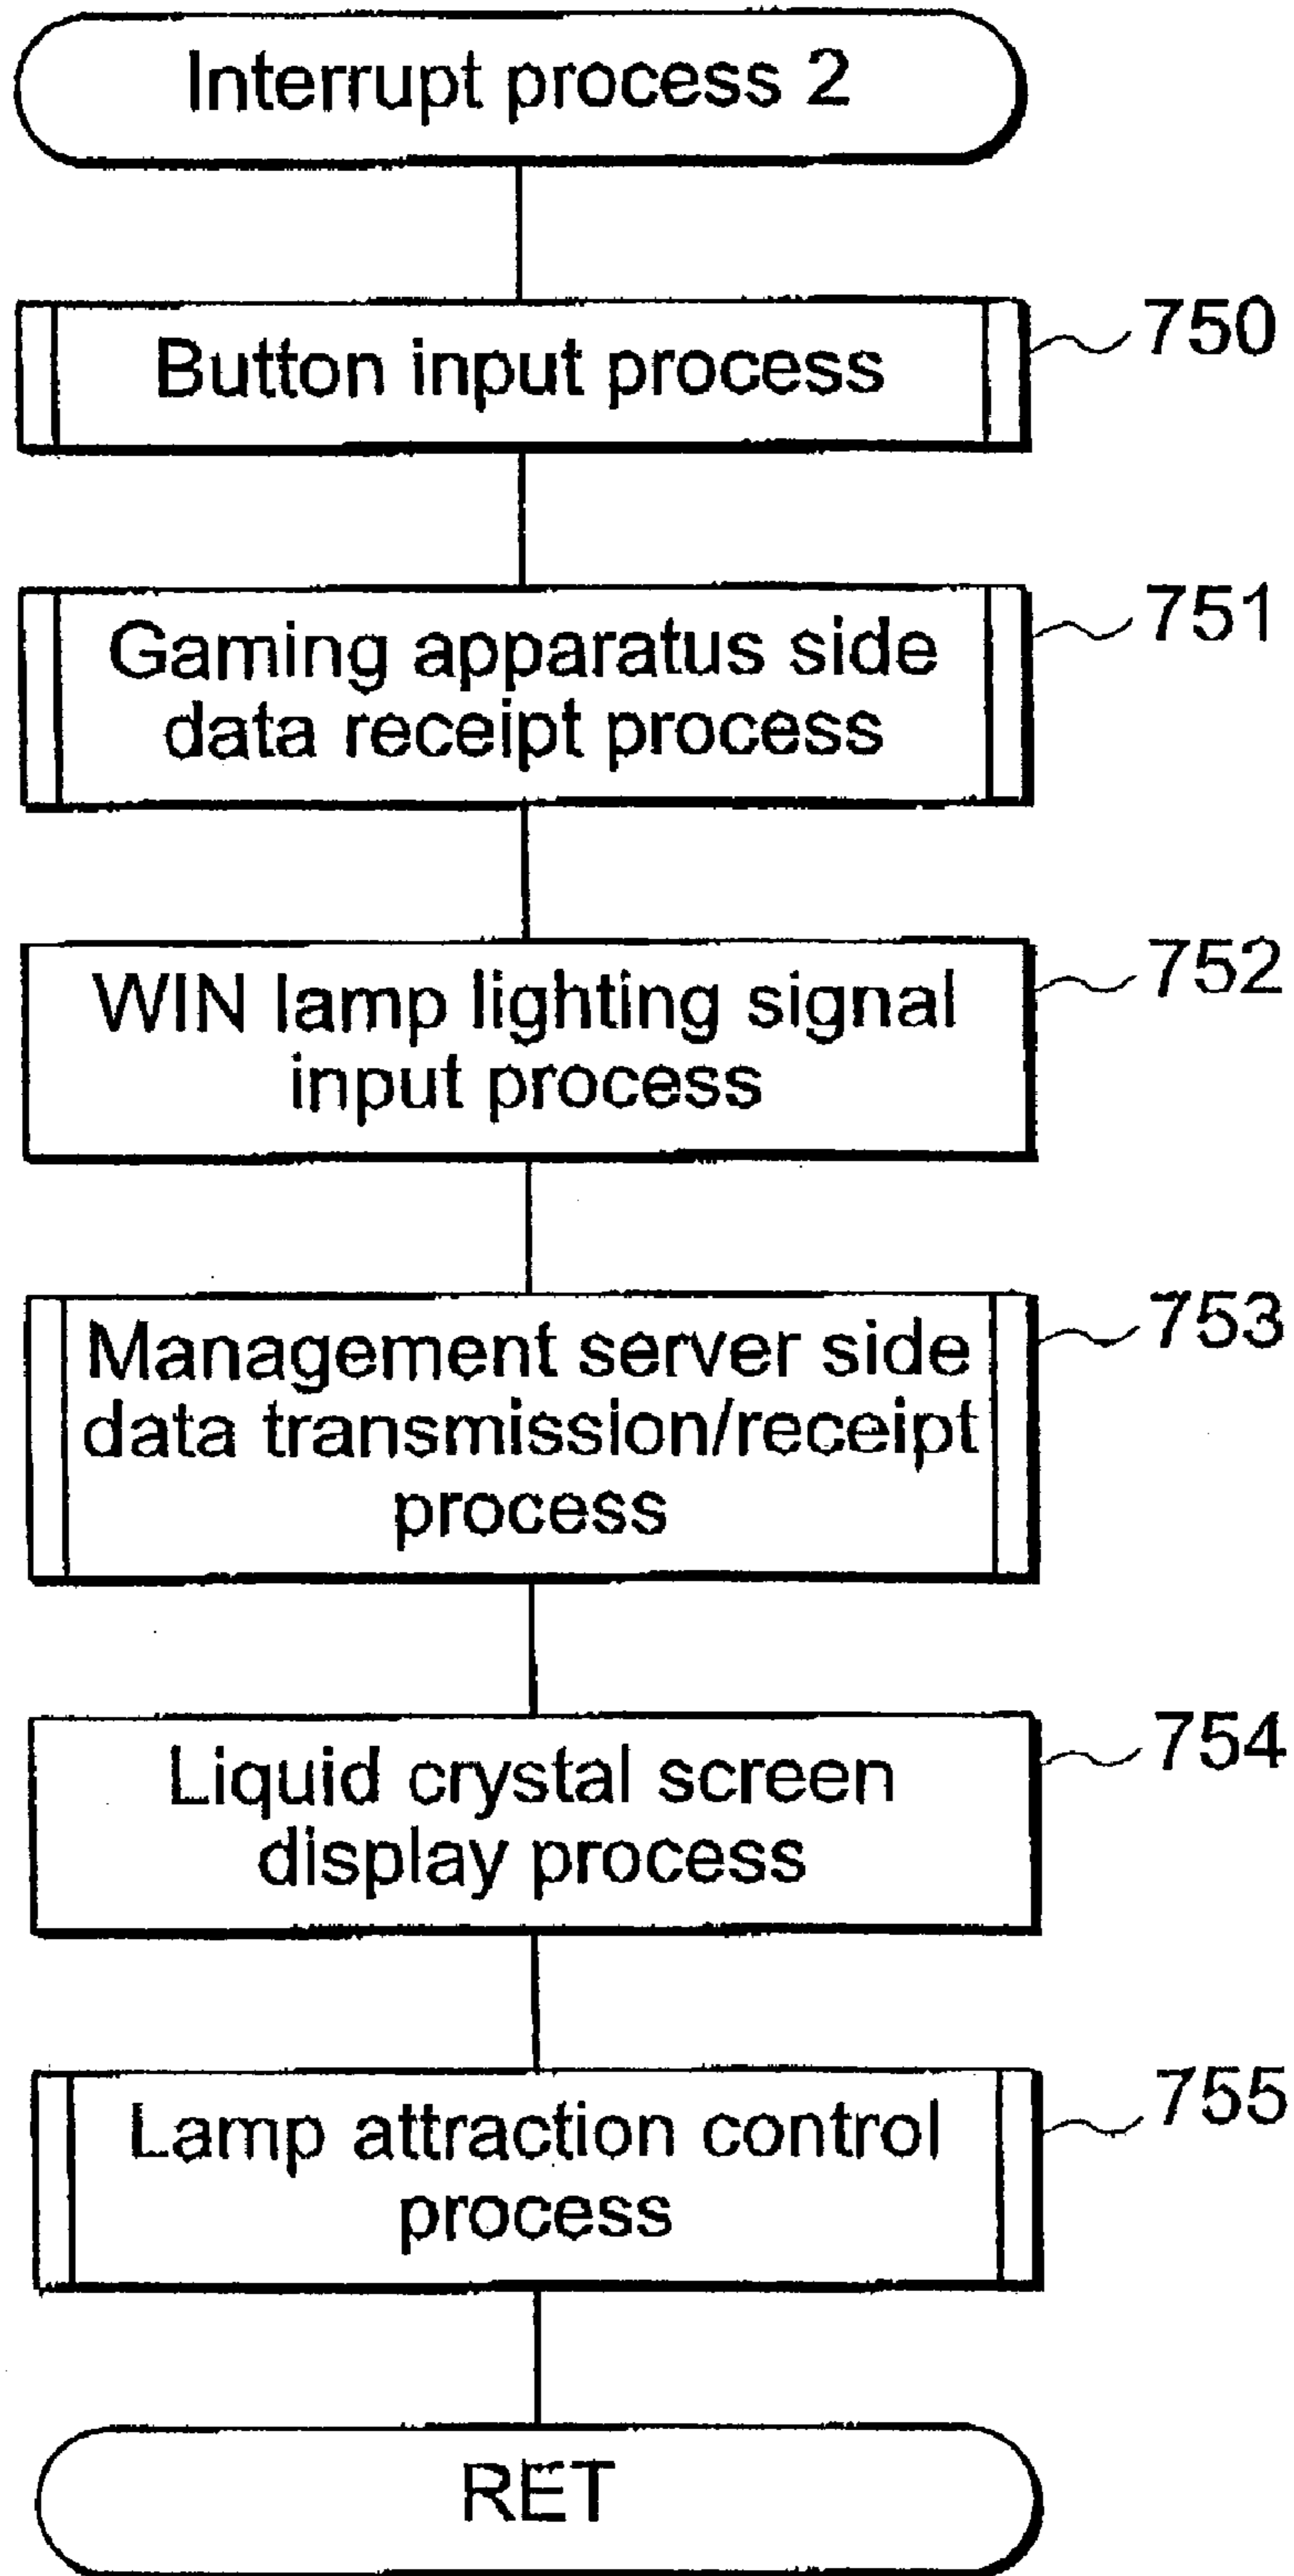 Interrupt process 2
Button input process
750
Gaming apparatus side
data receipt process
751
WIN lamp lighting signal
input process
752
Management server side
data transmission/receipt
process
753
Liquid crystal screen
display process
754
Lamp attraction control
process
755
RET